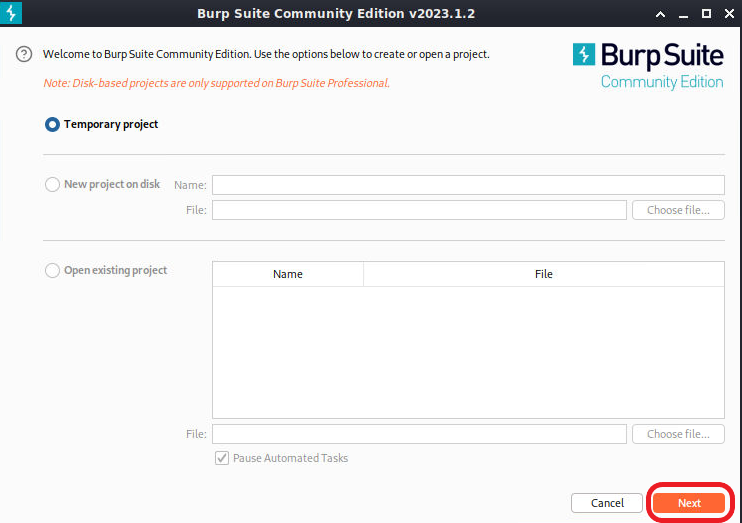 Burp Suite Community Edition v2023.1.2
Welcome to Burp Suite Community Edition. Use the options below to create or open a project.
Note: Disk-based projects are only supported on Burp Suite Professional.
Burp Suite
Community Edition
Temporary project
New project on disk Name:
File: Choose file...
Open existing project
Name File
File: Choose file...
Pause Automated Tasks
Cancel Next